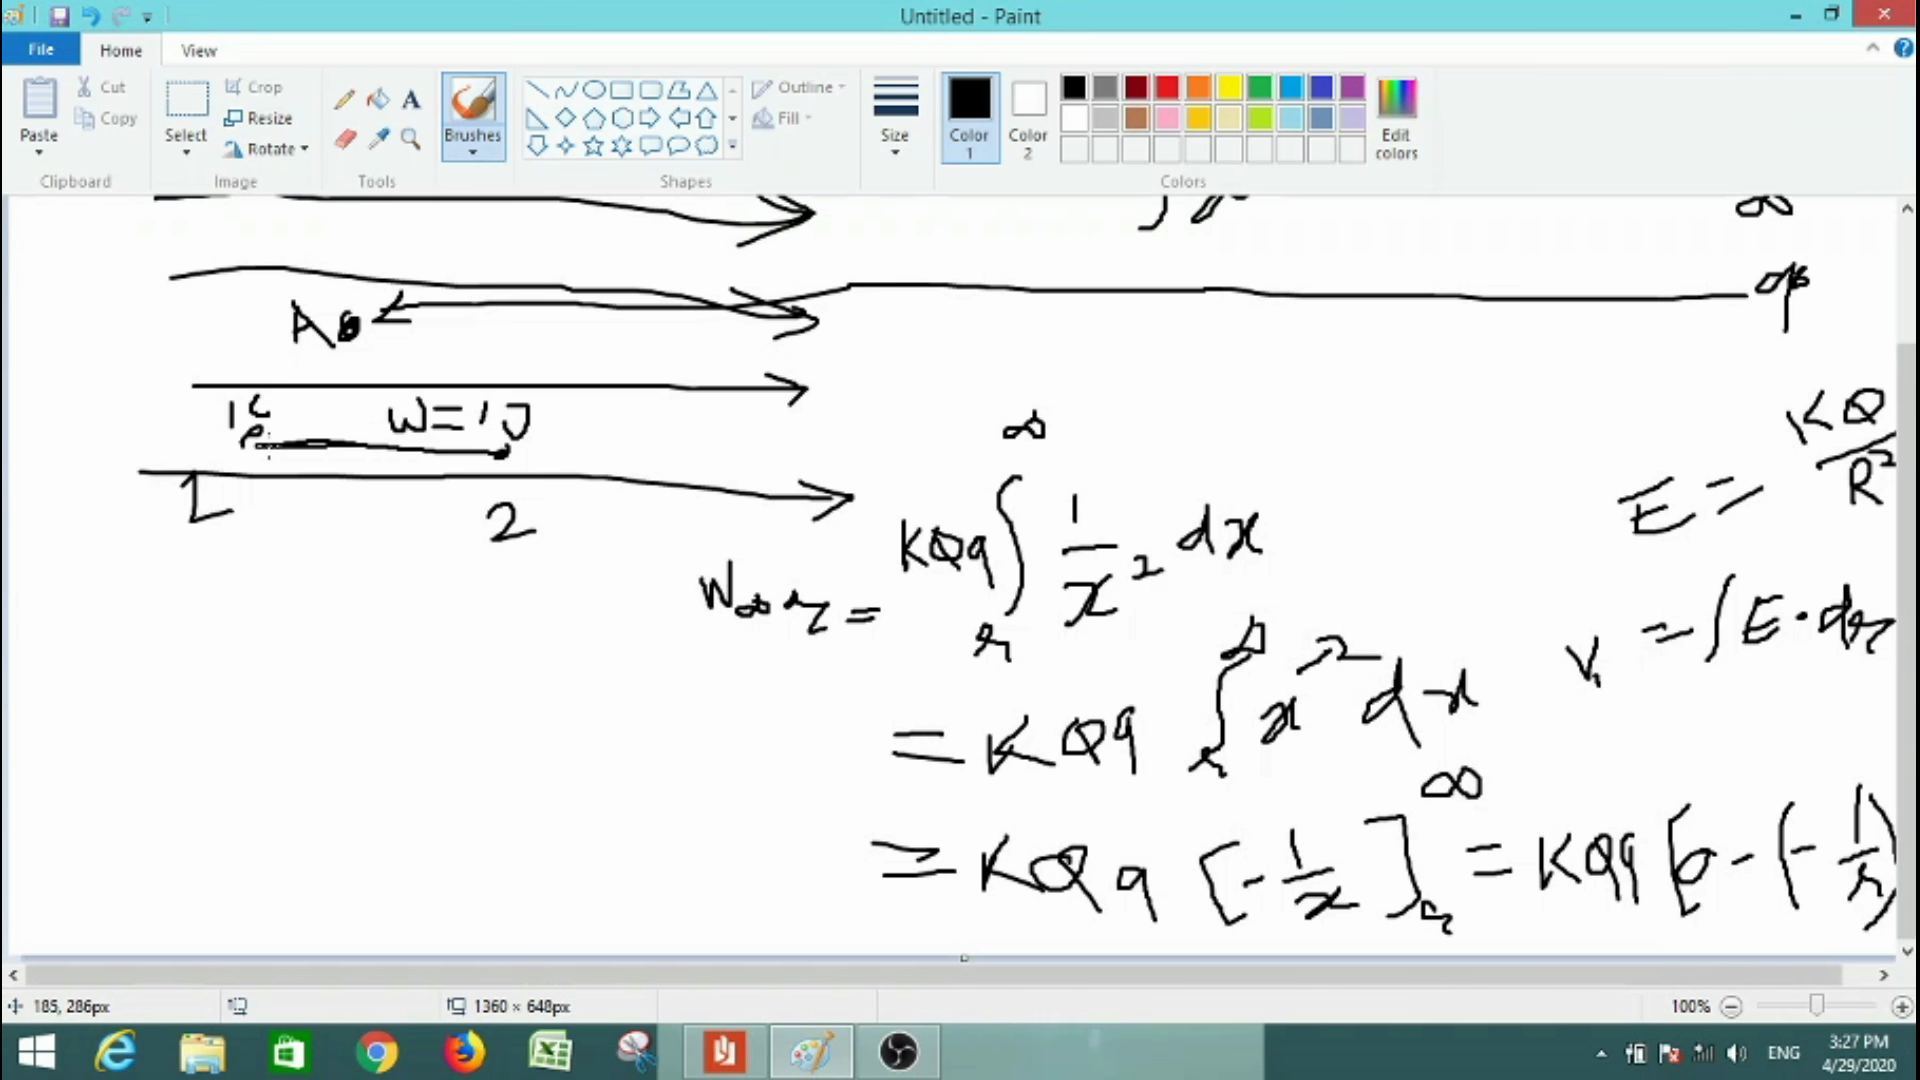 Untitled - Paint
File Home View
Cut
Copy
Paste
Clipboard
Crop
Resize
Rotate
Select
Image
Tools
Brushes
Shapes
Outline
Fill
Size
Color 1
Color 2
Edit colors
Colors
∞
A
1C W = 1J
1 2
E = KQ/R²
KQq ∫ 1/x² dx
∞
r
W∞ r =
V = ∫ E · dr
= KQq ∫ x⁻² dx
∞
r
= KQq [ - 1/x ] = KQq [ 0 - ( - 1/r )
∞
r
185, 286px
1360 × 648px
100%
ENG
3:27 PM
4/29/2020